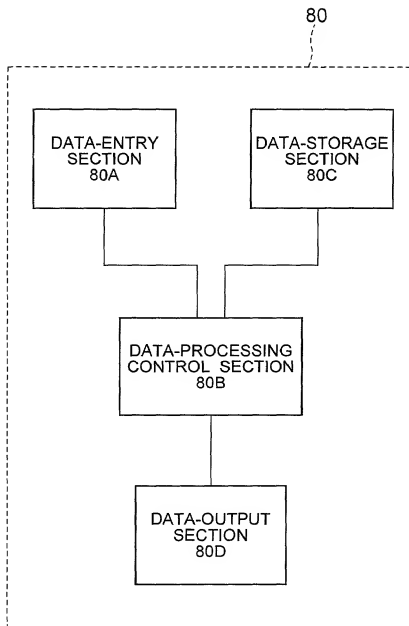 80
DATA-ENTRY
SECTION
80A
DATA-STORAGE
SECTION
80C
DATA-PROCESSING
CONTROL SECTION
80B
DATA-OUTPUT
SECTION
80D